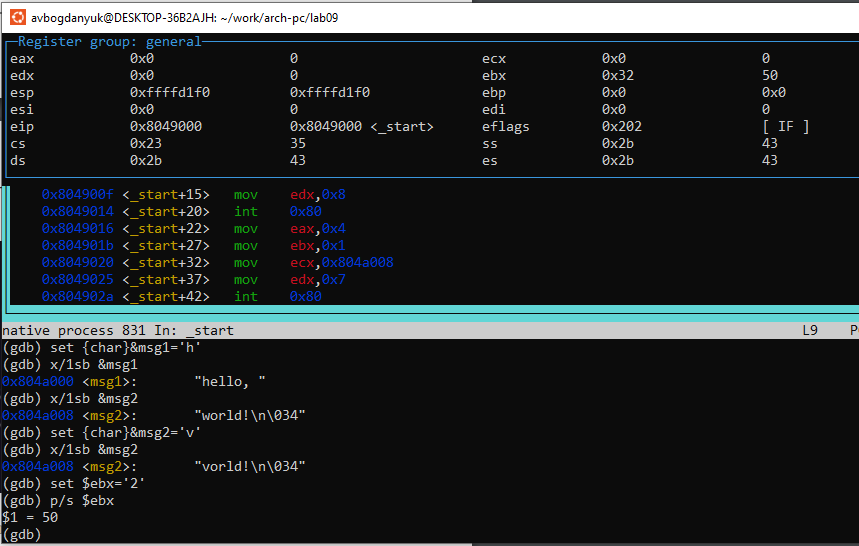 avbogdanyuk@DESKTOP-36B2AJH: ~/work/arch-pc/lab09
Register group: general
eax 0x0 0 ecx 0x0 0
edx 0x0 0 ebx 0x32 50
esp 0xffffd1f0 0xffffd1f0 ebp 0x0 0x0
esi 0x0 0 edi 0x0 0
eip 0x8049000 0x8049000 <_start> eflags 0x202 [ IF ]
cs 0x23 35 ss 0x2b 43
ds 0x2b 43 es 0x2b 43
0x804900f <_start+15> mov edx,0x8
0x8049014 <_start+20> int 0x80
0x8049016 <_start+22> mov eax,0x4
0x804901b <_start+27> mov ebx,0x1
0x8049020 <_start+32> mov ecx,0x804a008
0x8049025 <_start+37> mov edx,0x7
0x804902a <_start+42> int 0x80
native process 831 In: _start L9 P
(gdb) set {char}&msg1='h'
(gdb) x/1sb &msg1
0x804a000 <msg1>: "hello, "
(gdb) x/1sb &msg2
0x804a008 <msg2>: "world!\n\034"
(gdb) set {char}&msg2='v'
(gdb) x/1sb &msg2
0x804a008 <msg2>: "vorld!\n\034"
(gdb) set $ebx='2'
(gdb) p/s $ebx
$1 = 50
(gdb)